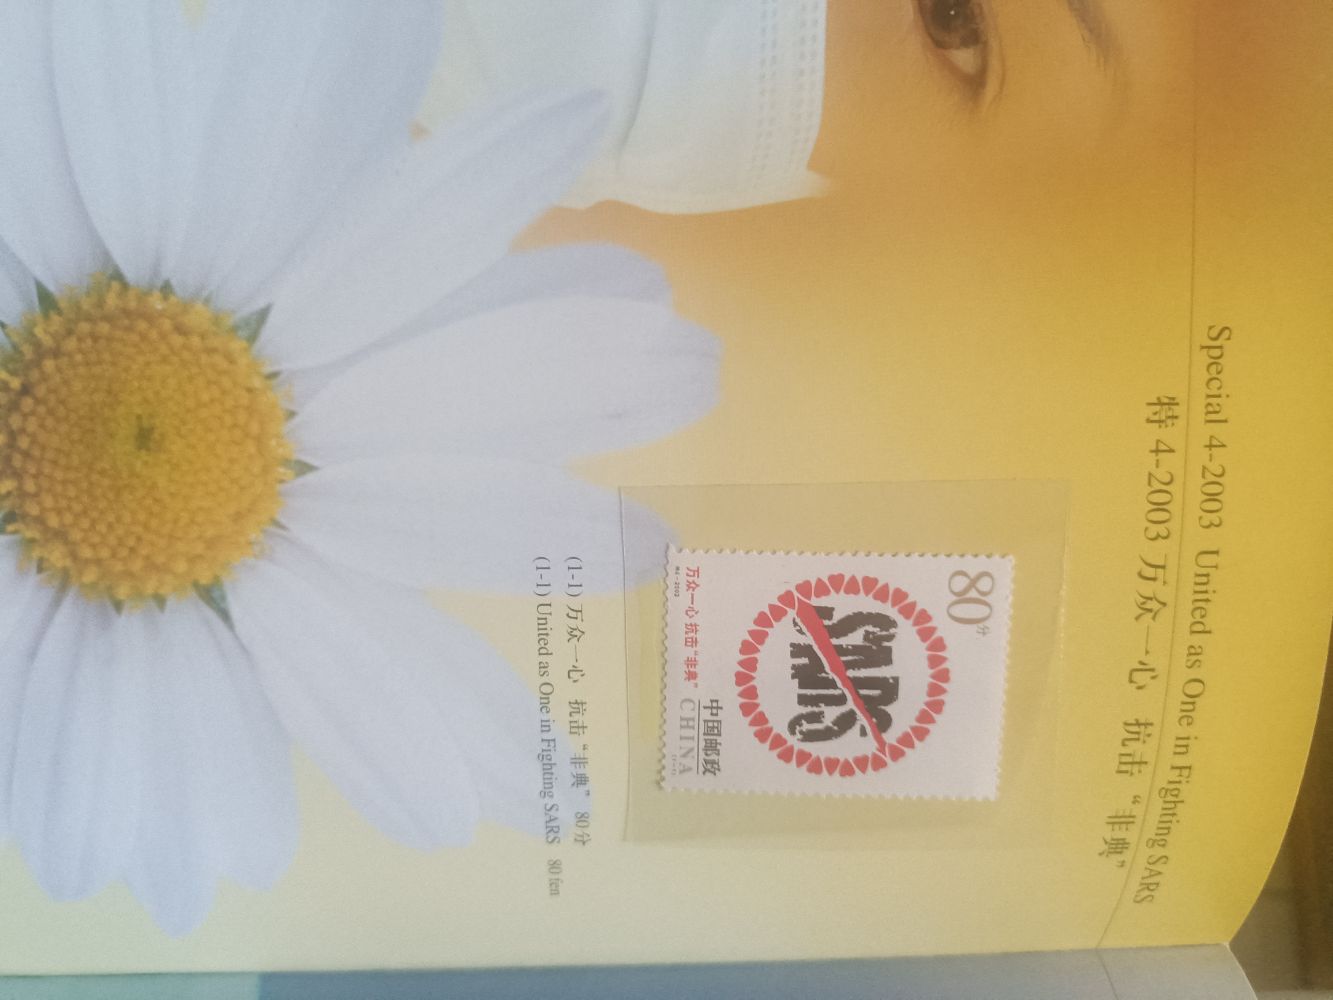 Special 4-2003 United as One in Fighting SARS
特 4-2003 万众一心 抗击“非典”
80分
SARS
万众一心 抗击“非典”
中国邮政
CHINA
(1-1) 万众一心 抗击“非典” 80分
(1-1) United as One in Fighting SARS 80 fen